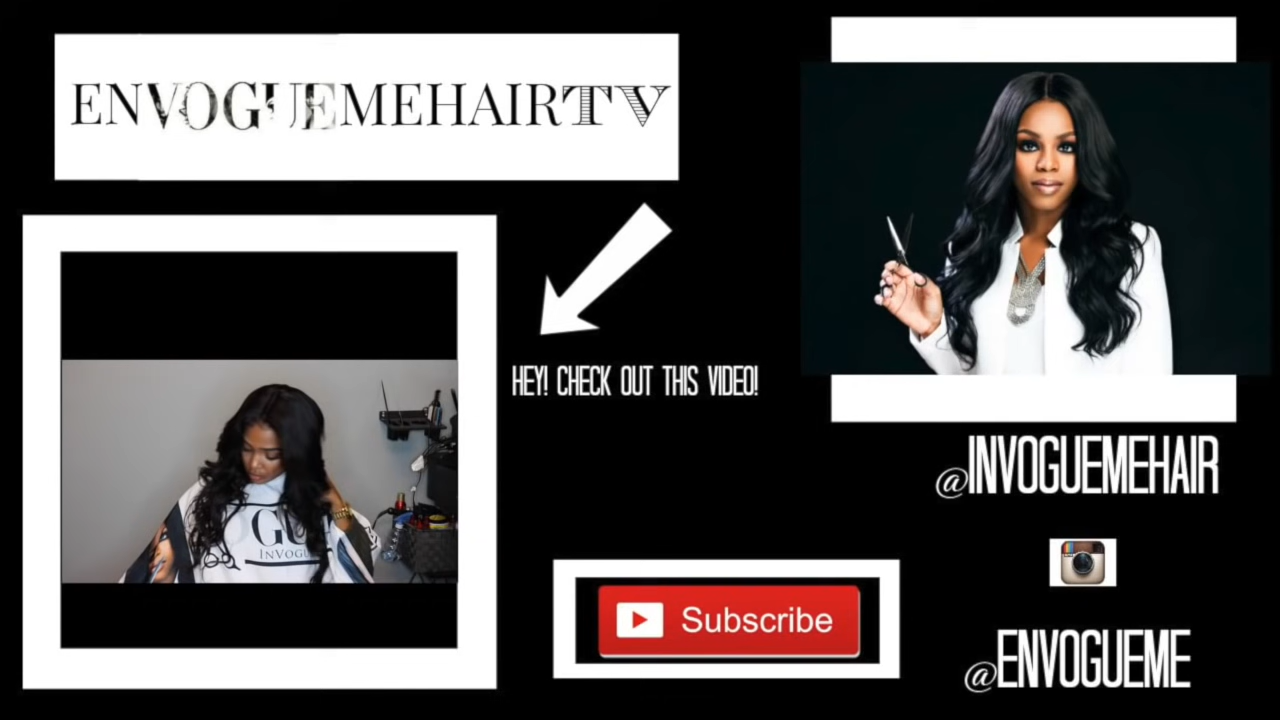 ENVOGUEMEHAIRTV
HEY! CHECK OUT THIS VIDEO!
@INVOGUEMEHAIR
Subscribe
@ENVOGUEME